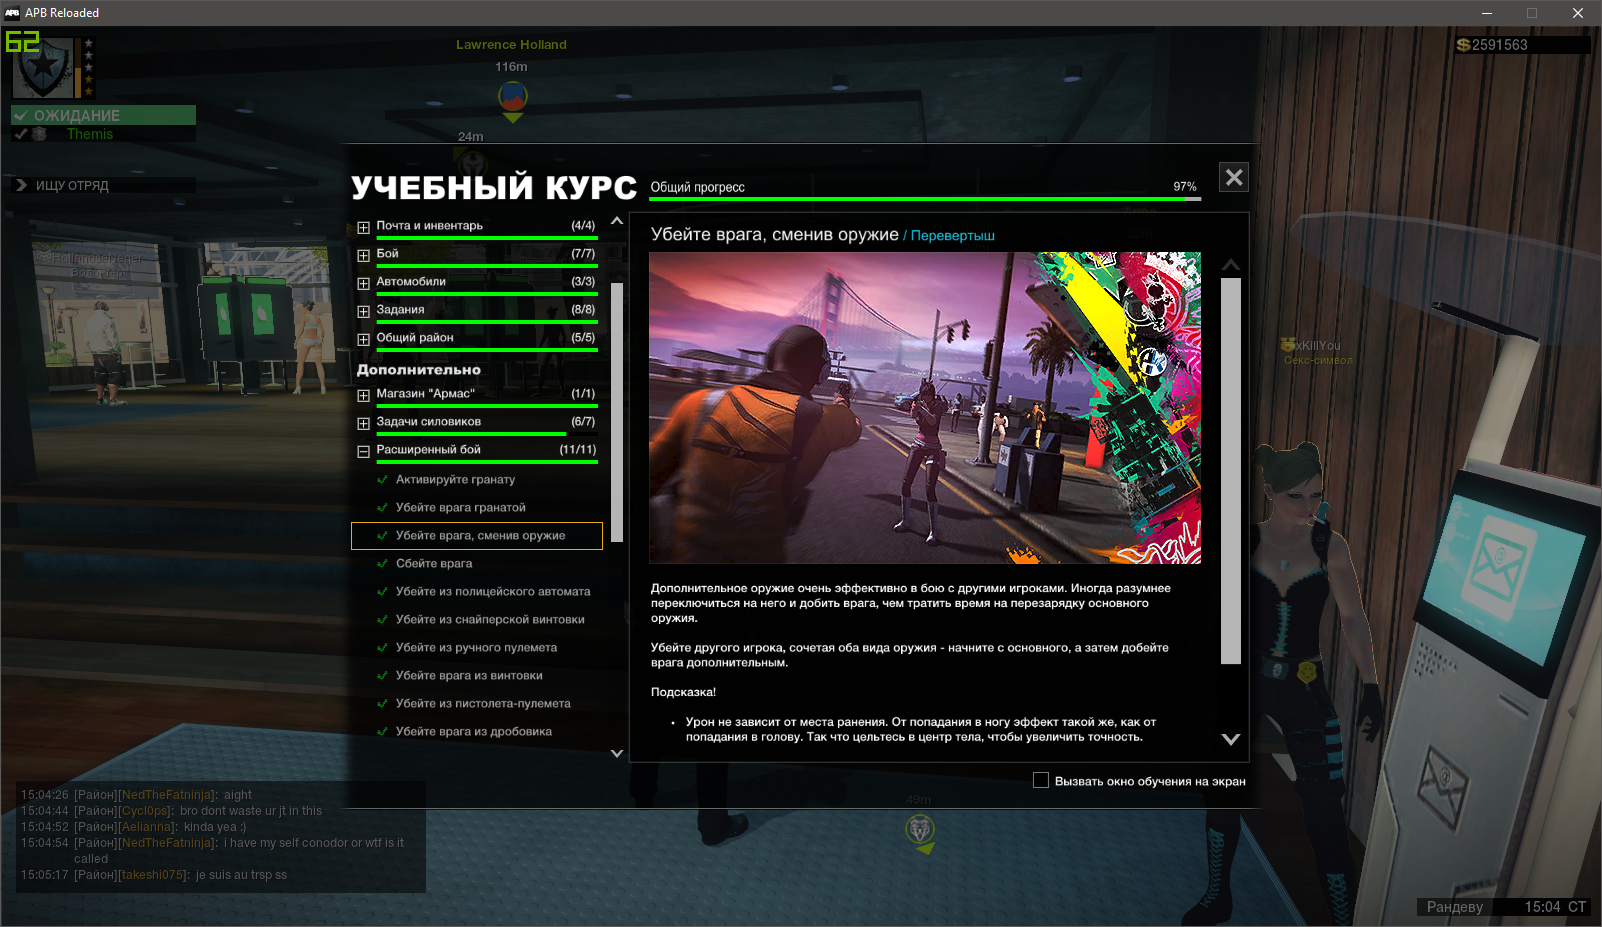 APB APB Reloaded
62
Lawrence Holland
116m
$2591563
ОЖИДАНИЕ
Themis
24m
ИЩУ ОТРЯД
УЧЕБНЫЙ КУРС
Общий прогресс
97%
Почта и инвентарь (4/4)
Бой (7/7)
Автомобили (3/3)
Задания (8/8)
Общий район (5/5)
Дополнительно
Магазин "Армас" (1/1)
Задачи силовиков (6/7)
Расширенный бой (11/11)
Активируйте гранату
Убейте врага гранатой
Убейте врага, сменив оружие
Сбейте врага
Убейте из полицейского автомата
Убейте из снайперской винтовки
Убейте из ручного пулемета
Убейте врага из винтовки
Убейте из пистолета-пулемета
Убейте врага из дробовика
Убейте врага, сменив оружие / Перевертыш
Дополнительное оружие очень эффективно в бою с другими игроками. Иногда разумнее
переключиться на него и добить врага, чем тратить время на перезарядку основного
оружия.
Убейте другого игрока, сочетая оба вида оружия - начните с основного, а затем добейте
врага дополнительным.
Подсказка!
• Урон не зависит от места ранения. От попадания в ногу эффект такой же, как от
попадания в голову. Так что цельтесь в центр тела, чтобы увеличить точность.
Вызвать окно обучения на экран
xKillYou
Секс-символ
49m
15:04:26 [Район][NedTheFatninja]: aight
15:04:44 [Район][Cycl0ps]: bro dont waste ur jt in this
15:04:52 [Район][Aelianna]: kinda yea :)
15:04:54 [Район][NedTheFatninja]: i have my self conodor or wtf is it
called
15:05:17 [Район][takeshi075]: je suis au trsp ss
Рандеву 15:04 СТ